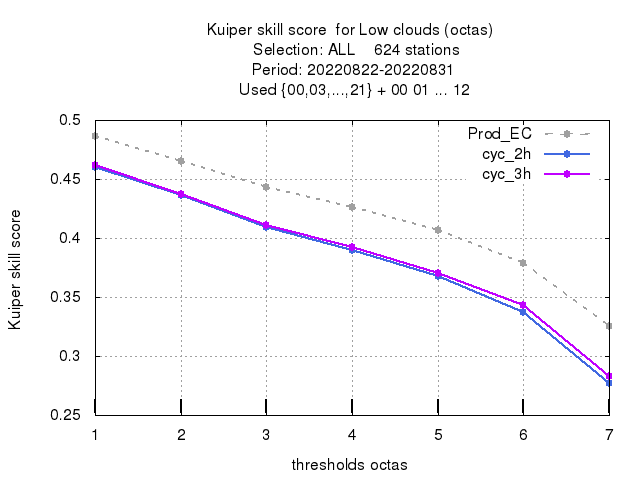 Kuiper skill score  for Low clouds (octas)
Selection: ALL    624 stations
Period: 20220822-20220831
Used {00,03,...,21} + 00 01 ... 12
0.5
0.45
0.4
0.35
0.3
0.25
Kuiper skill score
Prod_EC
cyc_2h
cyc_3h
1 2 3 4 5 6 7
thresholds octas